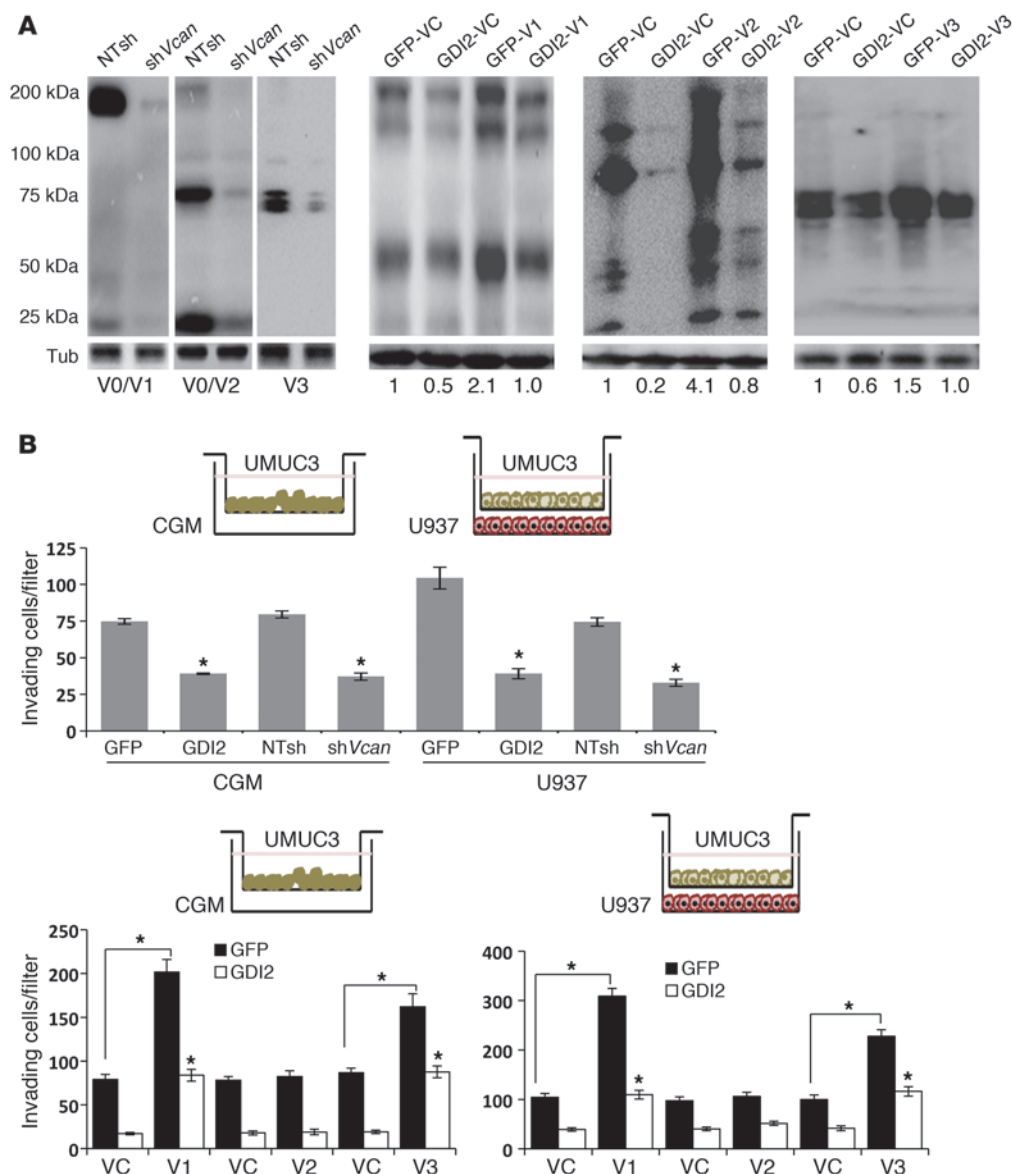 A
NTsh shVcan NTsh shVcan NTsh shVcan GFP-VC GDI2-VC GFP-V1 GDI2-V1 GFP-VC GDI2-VC GFP-V2 GDI2-V2 GFP-VC GDI2-VC GFP-V3 GDI2-V3
200 kDa
100 kDa
75 kDa
50 kDa
25 kDa
Tub
V0/V1 V0/V2 V3 1 0.5 2.1 1.0 1 0.2 4.1 0.8 1 0.6 1.5 1.0
B
UMUC3 UMUC3
CGM U937
Invading cells/filter
125
100
75
50
25
0
* * * *
GFP GDI2 NTsh shVcan GFP GDI2 NTsh shVcan
CGM U937
UMUC3 UMUC3
CGM U937
Invading cells/filter
250
200
150
100
50
0
GFP
GDI2
* * * *
VC V1 VC V2 VC V3
400
300
200
100
0
GFP
GDI2
* * * *
VC V1 VC V2 VC V3